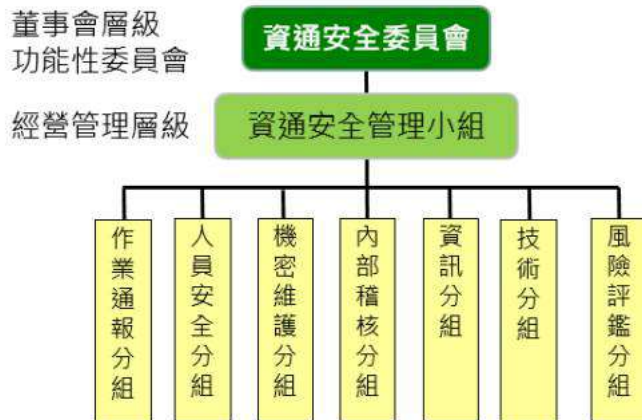 董事會層級
功能性委員會
資通安全委員會
經營管理層級
資通安全管理小組
作業通報分組
人員安全分組
機密維護分組
內部稽核分組
資訊分組
技術分組
風險評鑑分組